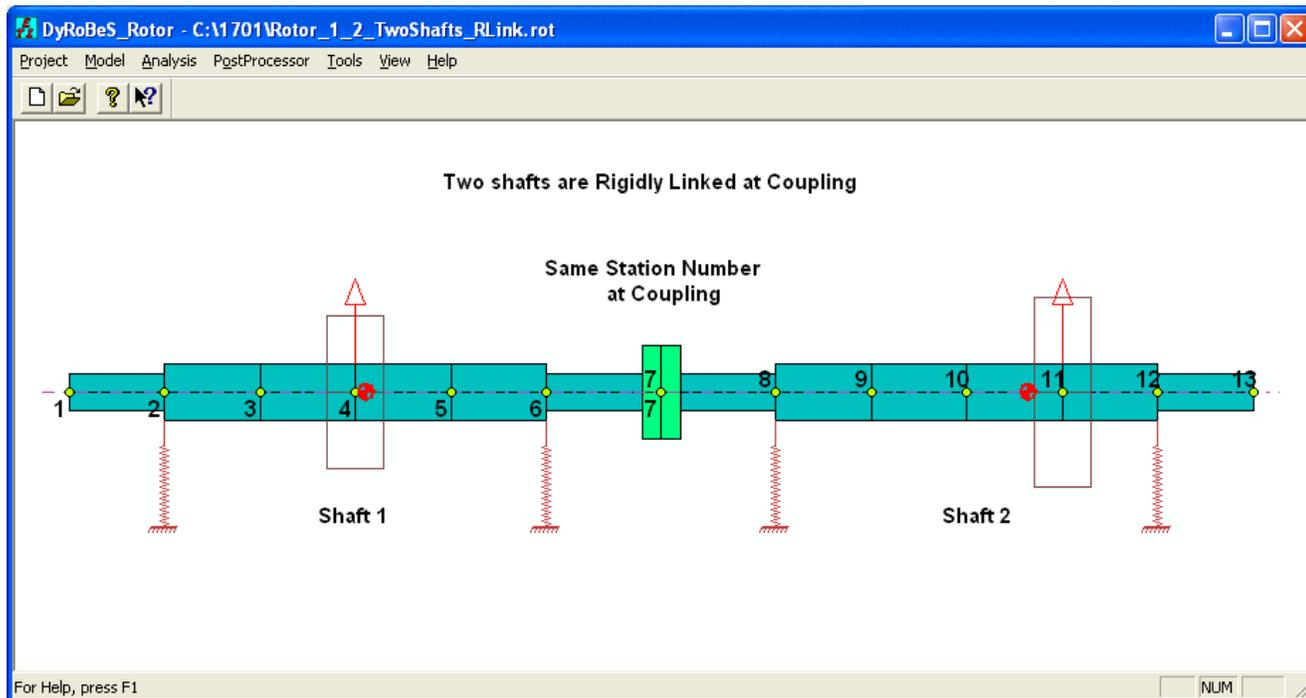 DyRoBeS_Rotor - C:\1701\Rotor_1_2_TwoShafts_RLink.rot
Project Model Analysis PostProcessor Tools View Help
Two shafts are Rigidly Linked at Coupling
Same Station Number
at Coupling
7 8 9 10 11 12 13
1 2 3 4 5 6 7
Shaft 1 Shaft 2
For Help, press F1 NUM